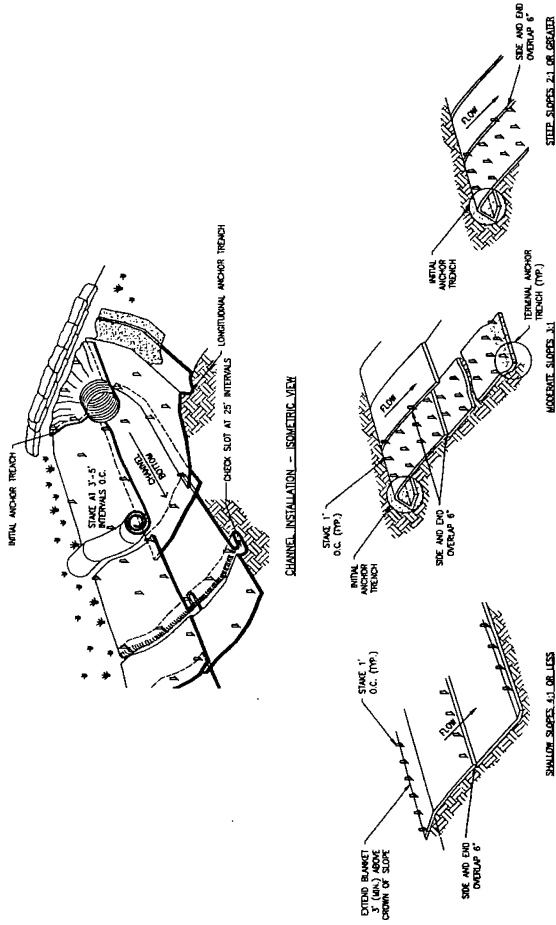 INITIAL ANCHOR TRENCH
STAKE AT 3'-5'
INTERVALS O.C.
CHANNEL
BOTTOM
LONGITUDINAL ANCHOR TRENCH
CHECK SLOT AT 25' INTERVALS
CHANNEL INSTALLATION - ISOMETRIC VIEW
EXTEND BLANKET
3' (MIN.) ABOVE
CROWN OF SLOPE
STAKE 1'
O.C. (TYP.)
FLOW
SIDE AND END
OVERLAP 6"
SHALLOW SLOPES 4:1 OR LESS
STAKE 1'
O.C. (TYP.)
INITIAL
ANCHOR
TRENCH
FLOW
SIDE AND END
OVERLAP 6"
TERMINAL ANCHOR
TRENCH (TYP.)
MODERATE SLOPES 3:1
INITIAL
ANCHOR
TRENCH
FLOW
SIDE AND END
OVERLAP 6"
STEEP SLOPES 2:1 OR GREATER